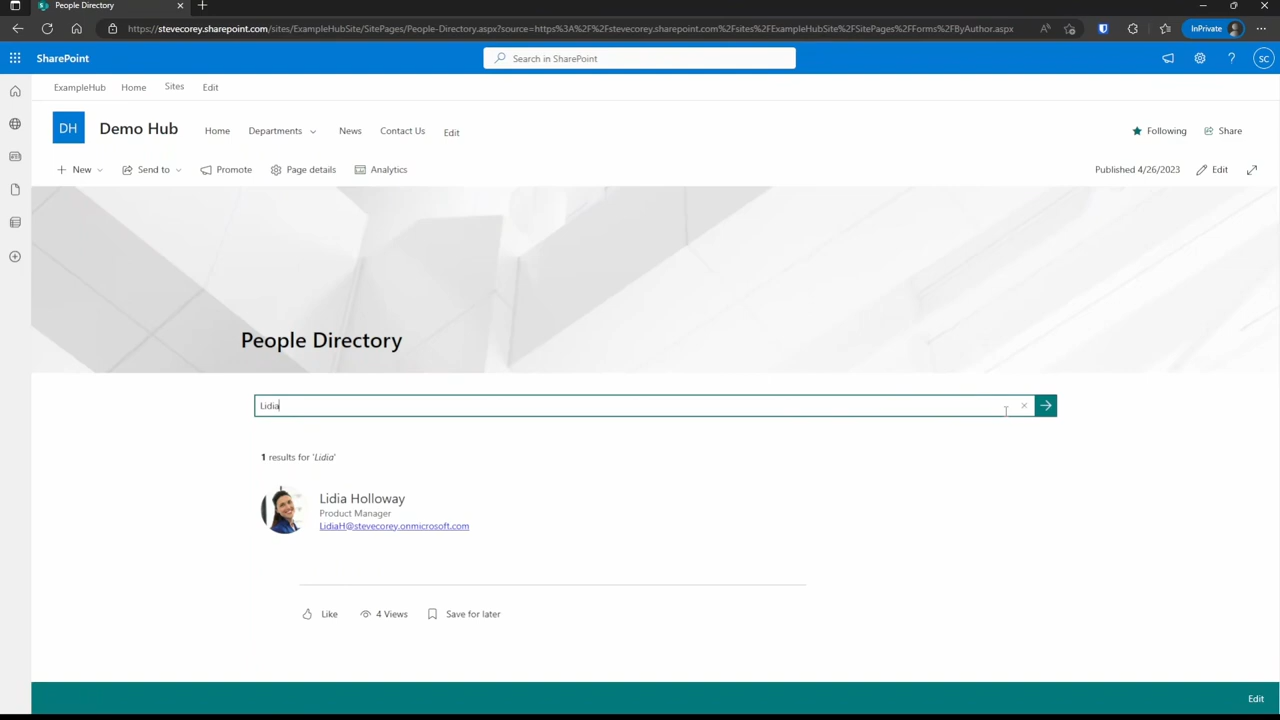 People Directory
https://stevecorey.sharepoint.com/sites/ExampleHubSite/SitePages/People-Directory.aspx?source=https%3A%2F%2Fstevecorey.sharepoint.com%2Fsites%2FExampleHubSite%2FSitePages%2FForms%2FByAuthor.aspx InPrivate
SharePoint Search in SharePoint SC
ExampleHub Home Sites Edit
DH Demo Hub Home Departments News Contact Us Edit Following Share
New Send to Promote Page details Analytics Published 4/26/2023 Edit
People Directory
Lidia
1 results for 'Lidia'
Lidia Holloway
Product Manager
LidiaH@stevecorey.onmicrosoft.com
Like 4 Views Save for later
Edit